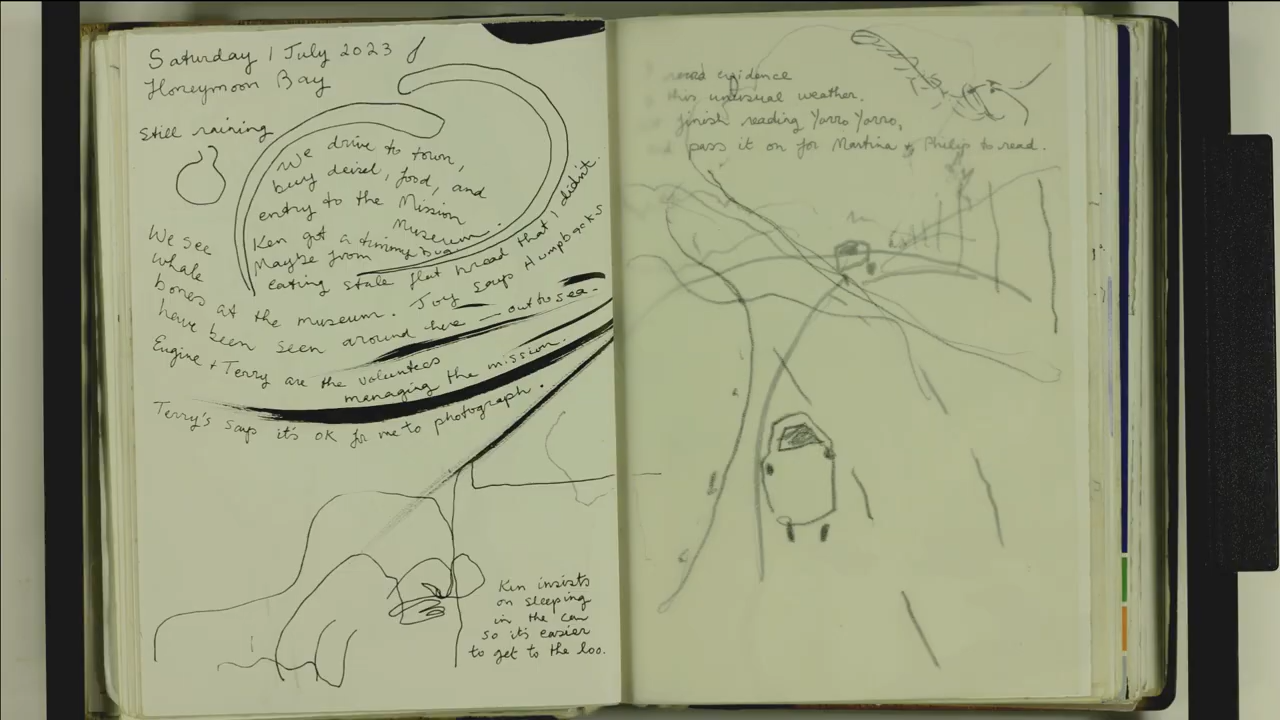 Saturday 1 July 2023
Honeymoon Bay
Still raining
We drive to town,
buy deisel, food, and
entry to the Mission
Museum.
Ken got a tummy bug
Maybe from
eating stale flat bread that I didn't.
We see
whale
bones at the museum. Joy says Humpbacks
have been seen around here — out to sea.
Eugine + Terry are the volunteers
managing the mission.
Terry's says it's ok for me to photograph.
Ken insists
on sleeping
in the car
so it's easier
to get to the loo.
evidence
this unusual weather.
finish reading Yorro Yorro,
pass it on for Martina + Philip to read.